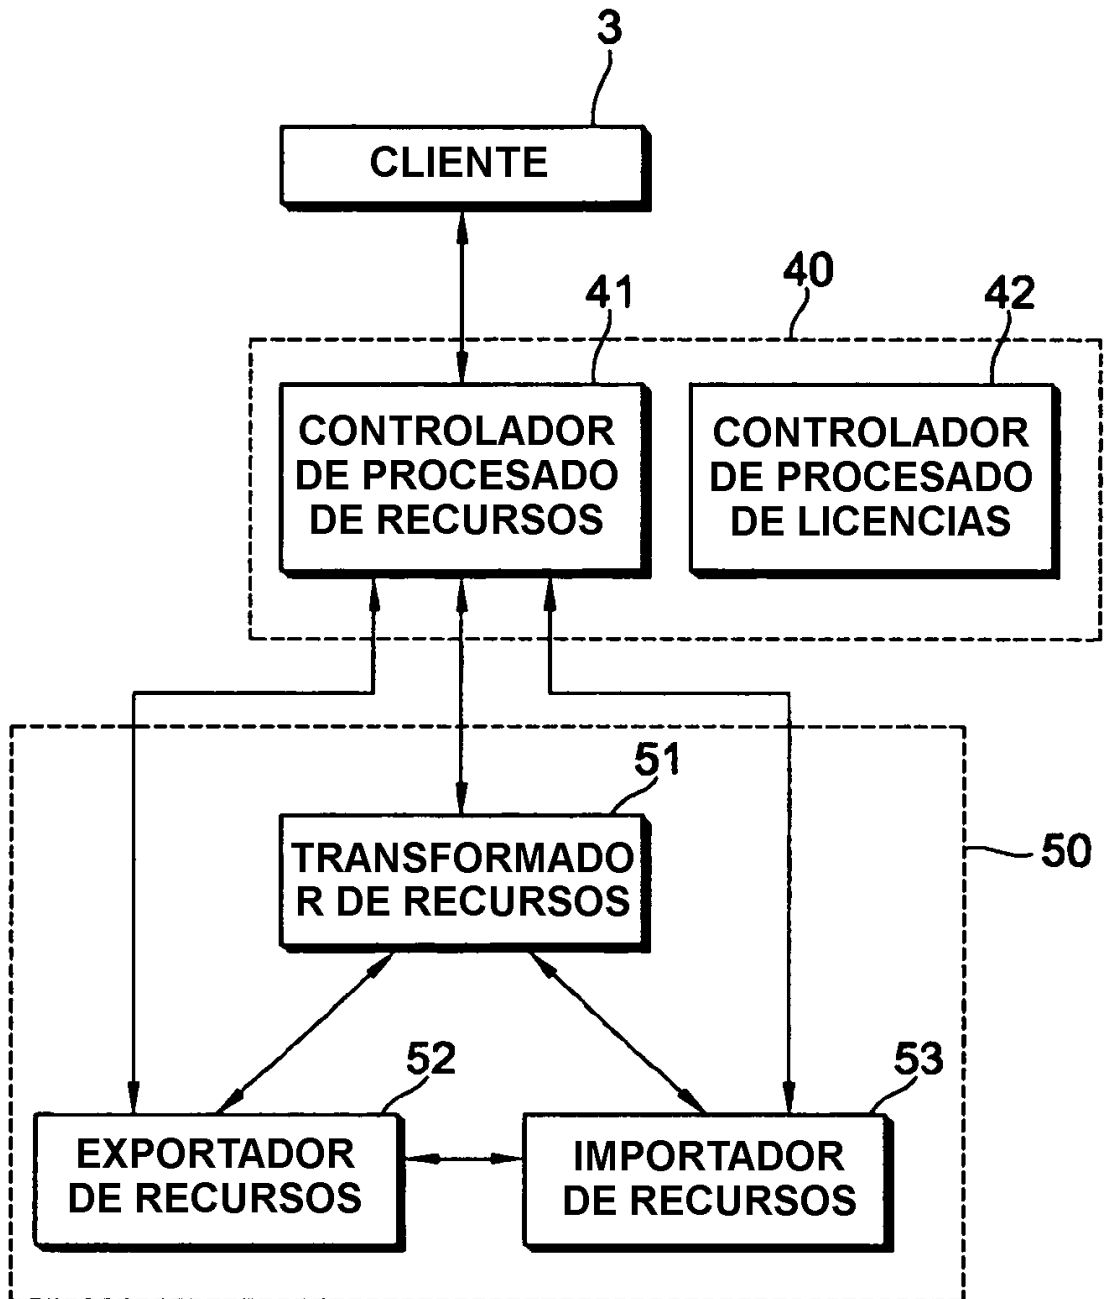 3
CLIENTE
40
41
42
CONTROLADOR
DE PROCESADO
DE RECURSOS
CONTROLADOR
DE PROCESADO
DE LICENCIAS
51
TRANSFORMADO
R DE RECURSOS
50
52
53
EXPORTADOR
DE RECURSOS
IMPORTADOR
DE RECURSOS